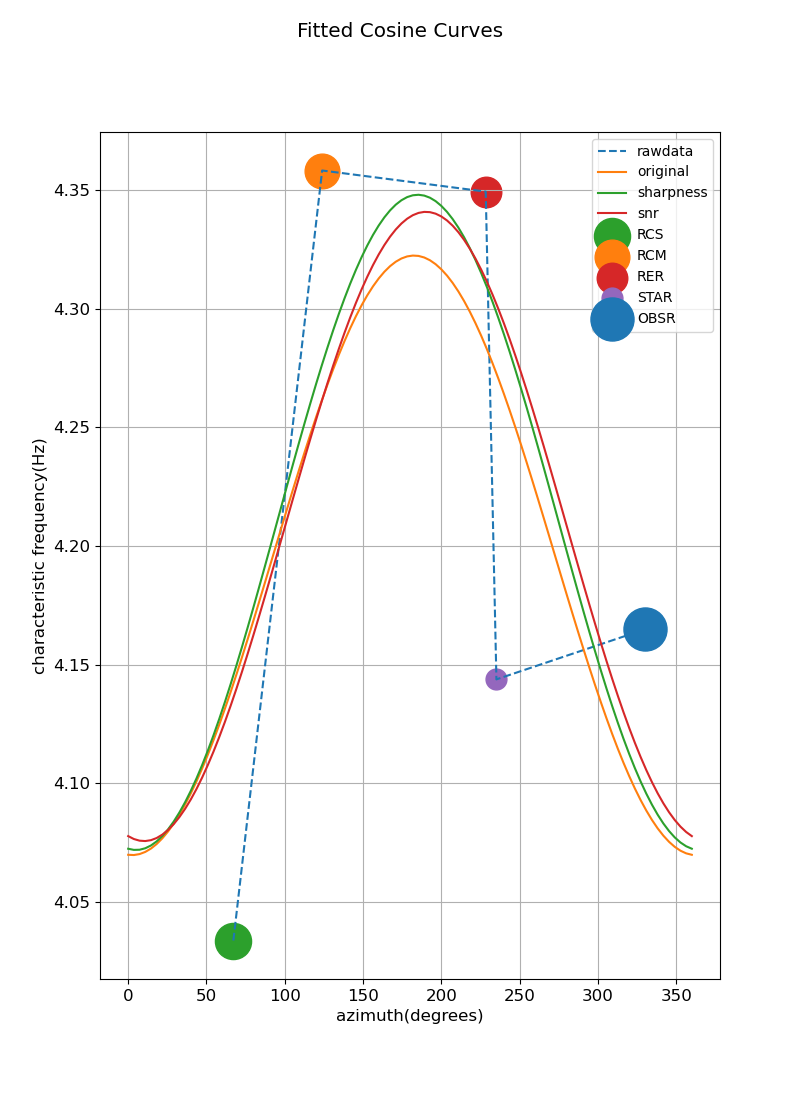 Fitted Cosine Curves
rawdata
original
sharpness
snr
RCS
RCM
RER
STAR
OBSR
characteristic frequency(Hz)
4.35
4.30
4.25
4.20
4.15
4.10
4.05
0 50 100 150 200 250 300 350
azimuth(degrees)